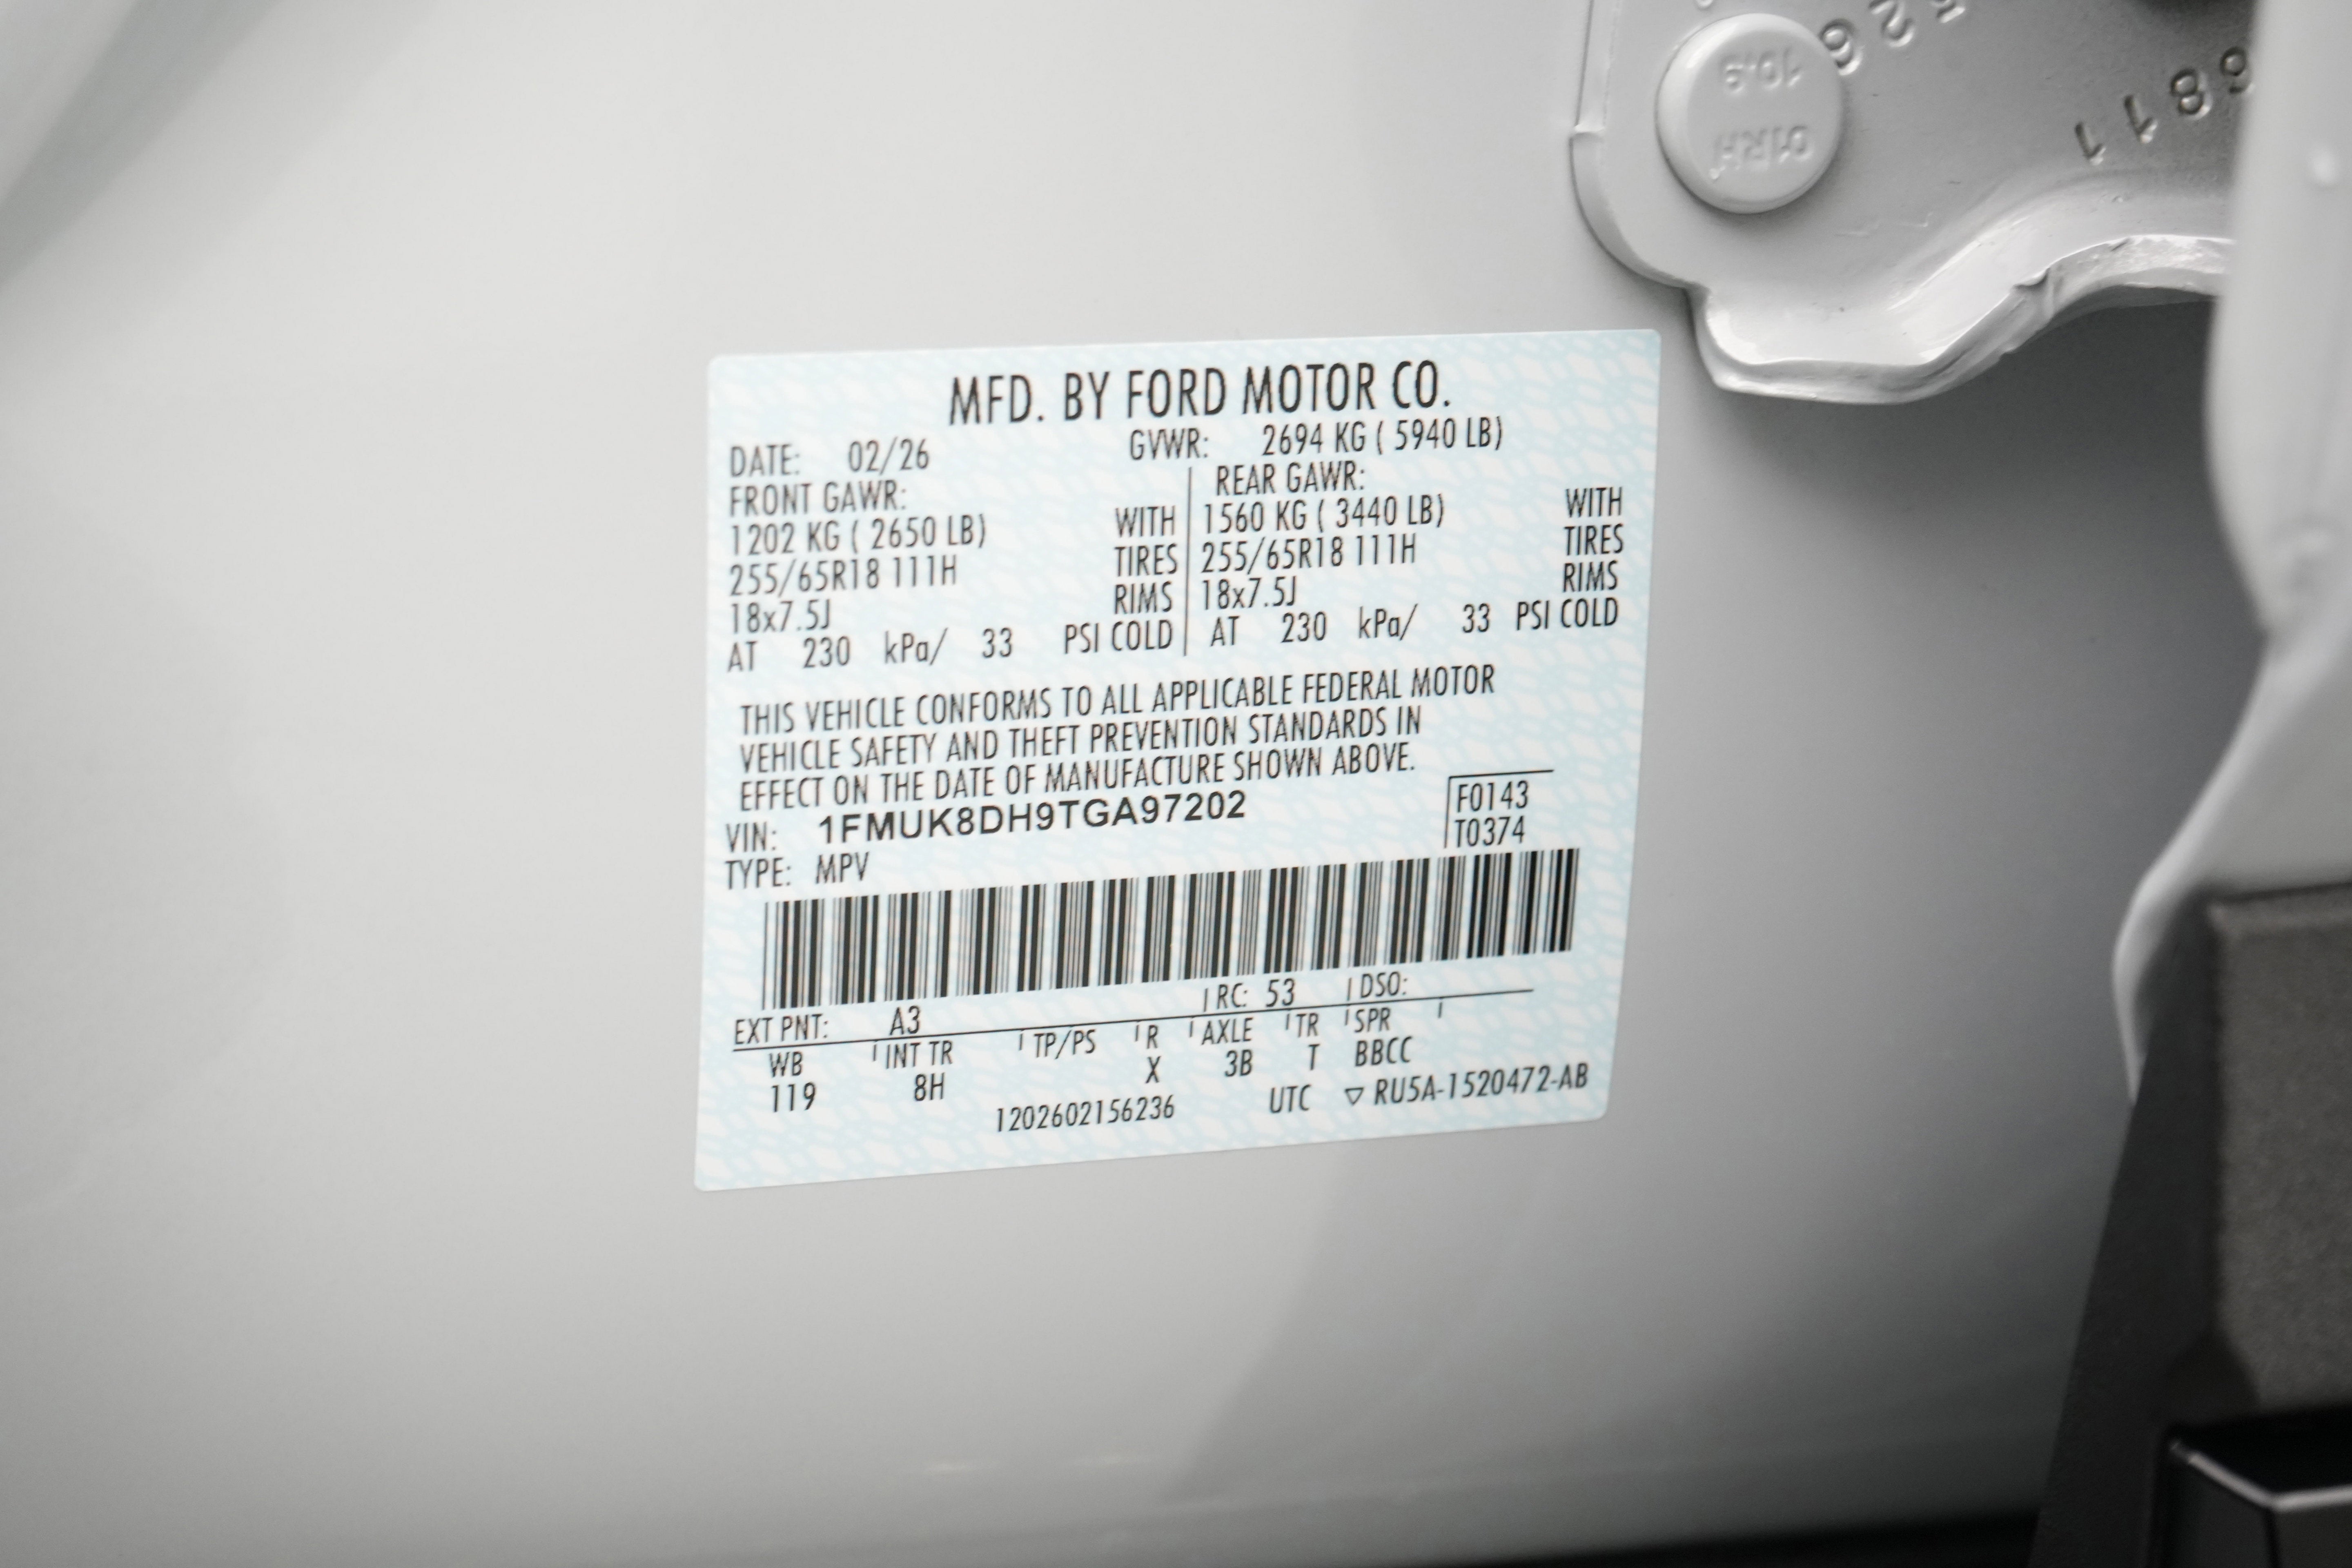 MFD. BY FORD MOTOR CO.
DATE: 02/26 GVWR: 2694 KG ( 5940 LB)
FRONT GAWR: REAR GAWR:
1202 KG ( 2650 LB) WITH 1560 KG ( 3440 LB) WITH
255/65R18 111H TIRES 255/65R18 111H TIRES
18x7.5J RIMS 18x7.5J RIMS
AT 230 kPa/ 33 PSI COLD AT 230 kPa/ 33 PSI COLD
THIS VEHICLE CONFORMS TO ALL APPLICABLE FEDERAL MOTOR
VEHICLE SAFETY AND THEFT PREVENTION STANDARDS IN
EFFECT ON THE DATE OF MANUFACTURE SHOWN ABOVE.
F0143
VIN: 1FMUK8DH9TGA97202
T0374
TYPE: MPV
EXT PNT: A3 RC: 53 DSO:
WB INT TR TP/PS R AXLE TR SPR
119 8H X 3B T BBCC
1202602156236 UTC ▽ RU5A-1520472-AB
10.9